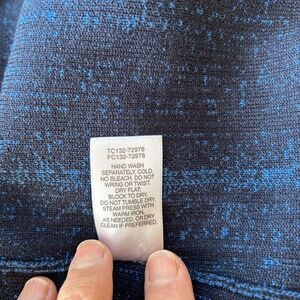 TC132-72978
PC132-72978
HAND WASH
SEPARATELY, COLD.
NO BLEACH. DO NOT
WRING OR TWIST.
DRY FLAT.
BLOCK TO DRY.
DO NOT TUMBLE DRY
STEAM PRESS WITH
WARM IRON,
AS NEEDED. OR DRY
CLEAN IF PREFERRED.